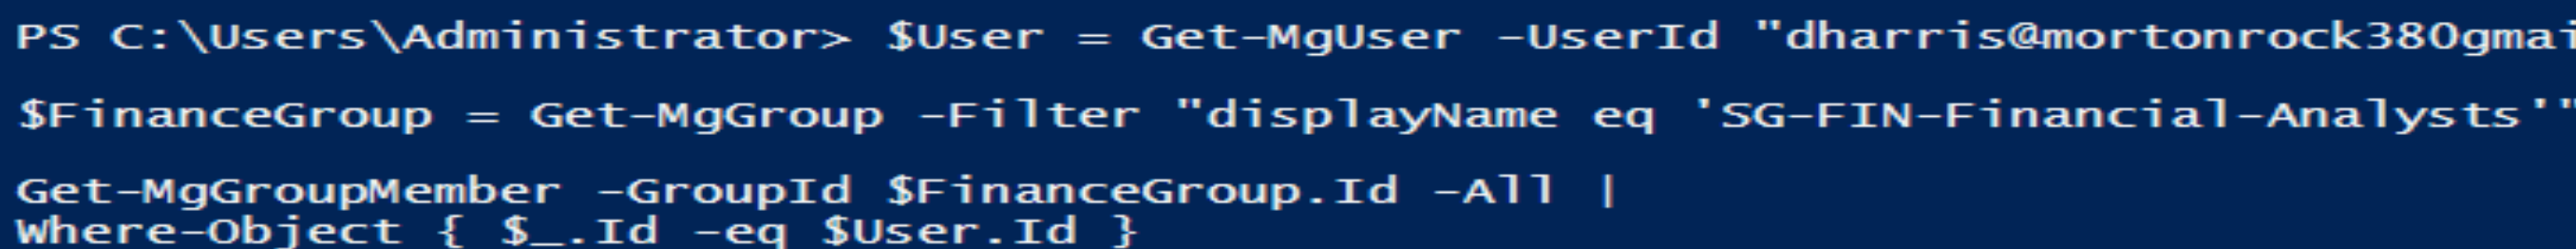 PS C:\Users\Administrator> $User = Get-MgUser -UserId "dharris@mortonrock380gmai
$FinanceGroup = Get-MgGroup -Filter "displayName eq 'SG-FIN-Financial-Analysts'"
Get-MgGroupMember -GroupId $FinanceGroup.Id -All |
Where-Object { $_.Id -eq $User.Id }